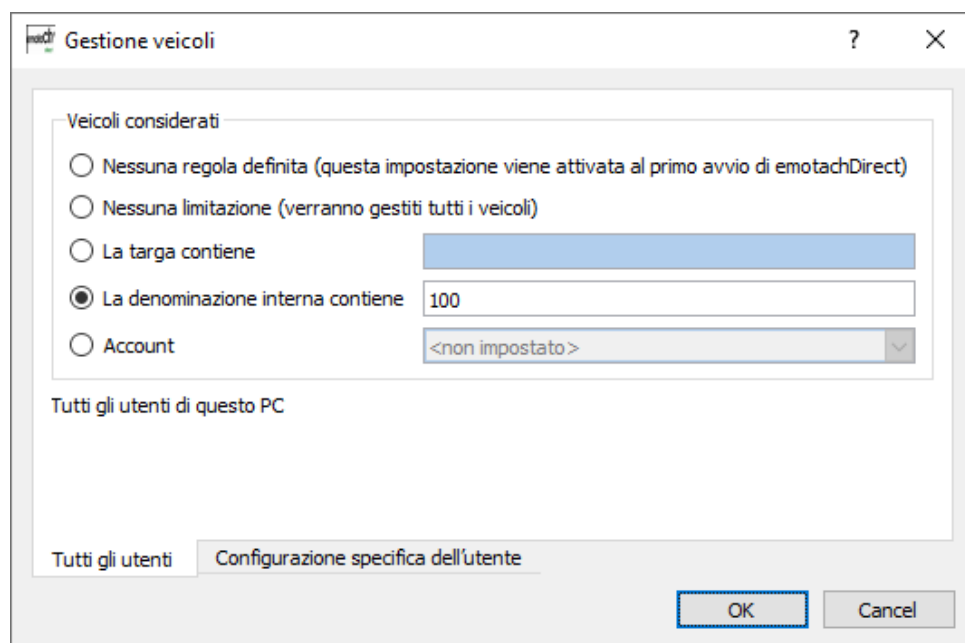 Gestione veicoli
?
Veicoli considerati
Nessuna regola definita (questa impostazione viene attivata al primo avvio di emotachDirect)
Nessuna limitazione (verranno gestiti tutti i veicoli)
La targa contiene
La denominazione interna contiene 100
Account <non impostato>
Tutti gli utenti di questo PC
Tutti gli utenti Configurazione specifica dell'utente
OK Cancel